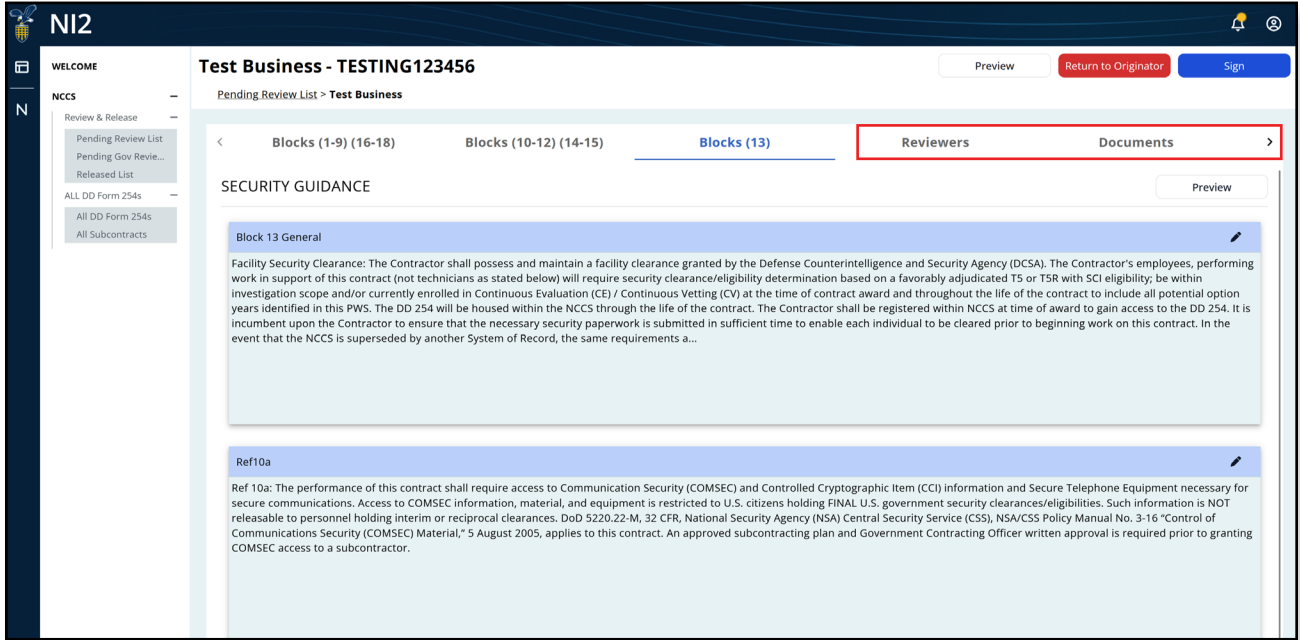 NI2
WELCOME
NCCS
Review & Release
Pending Review List
Pending Gov Revie...
Released List
ALL DD Form 254s
All DD Form 254s
All Subcontracts
N
Test Business - TESTING123456
Preview
Return to Originator
Sign
Pending Review List > Test Business
Blocks (1-9) (16-18)
Blocks (10-12) (14-15)
Blocks (13)
Reviewers
Documents
SECURITY GUIDANCE
Preview
Block 13 General
Facility Security Clearance: The Contractor shall possess and maintain a facility clearance granted by the Defense Counterintelligence and Security Agency (DCSA). The Contractor's employees, performing
work in support of this contract (not technicians as stated below) will require security clearance/eligibility determination based on a favorably adjudicated T5 or T5R with SCI eligibility; be within
investigation scope and/or currently enrolled in Continuous Evaluation (CE) / Continuous Vetting (CV) at the time of contract award and throughout the life of the contract to include all potential option
years identified in this PWS. The DD 254 will be housed within the NCCS through the life of the contract. The Contractor shall be registered within NCCS at time of award to gain access to the DD 254. It is
incumbent upon the Contractor to ensure that the necessary security paperwork is submitted in sufficient time to enable each individual to be cleared prior to beginning work on this contract. In the
event that the NCCS is superseded by another System of Record, the same requirements a...
Ref10a
Ref 10a: The performance of this contract shall require access to Communication Security (COMSEC) and Controlled Cryptographic Item (CCI) information and Secure Telephone Equipment necessary for
secure communications. Access to COMSEC information, material, and equipment is restricted to U.S. citizens holding FINAL U.S. government security clearances/eligibilities. Such information is NOT
releasable to personnel holding interim or reciprocal clearances. DoD 5220.22-M, 32 CFR, National Security Agency (NSA) Central Security Service (CSS), NSA/CSS Policy Manual No. 3-16 “Control of
Communications Security (COMSEC) Material,” 5 August 2005, applies to this contract. An approved subcontracting plan and Government Contracting Officer written approval is required prior to granting
COMSEC access to a subcontractor.